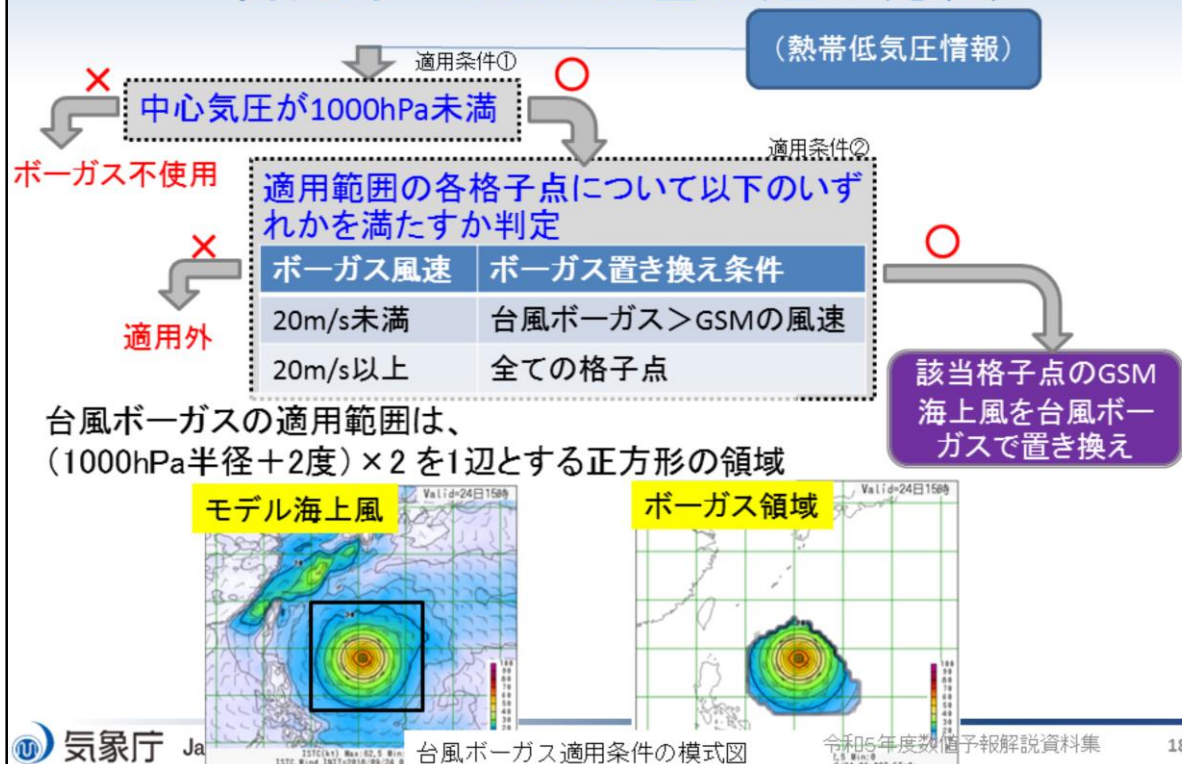 （熱帯低気圧情報）
適用条件①
×
○
中心気圧が1000hPa未満
ボーガス不使用
適用条件②
適用範囲の各格子点について以下のいず
れかを満たすか判定
×
○
ボーガス風速 ボーガス置き換え条件
20m/s未満 台風ボーガス＞GSMの風速
20m/s以上 全ての格子点
適用外
該当格子点のGSM
海上風を台風ボー
ガスで置き換え
台風ボーガスの適用範囲は、
（1000hPa半径＋2度）×2 を1辺とする正方形の領域
モデル海上風
Valid=24日15時
ボーガス領域
Valid=24日15時
気象庁 Ja
台風ボーガス適用条件の模式図
令和5年度数値予報解説資料集
18